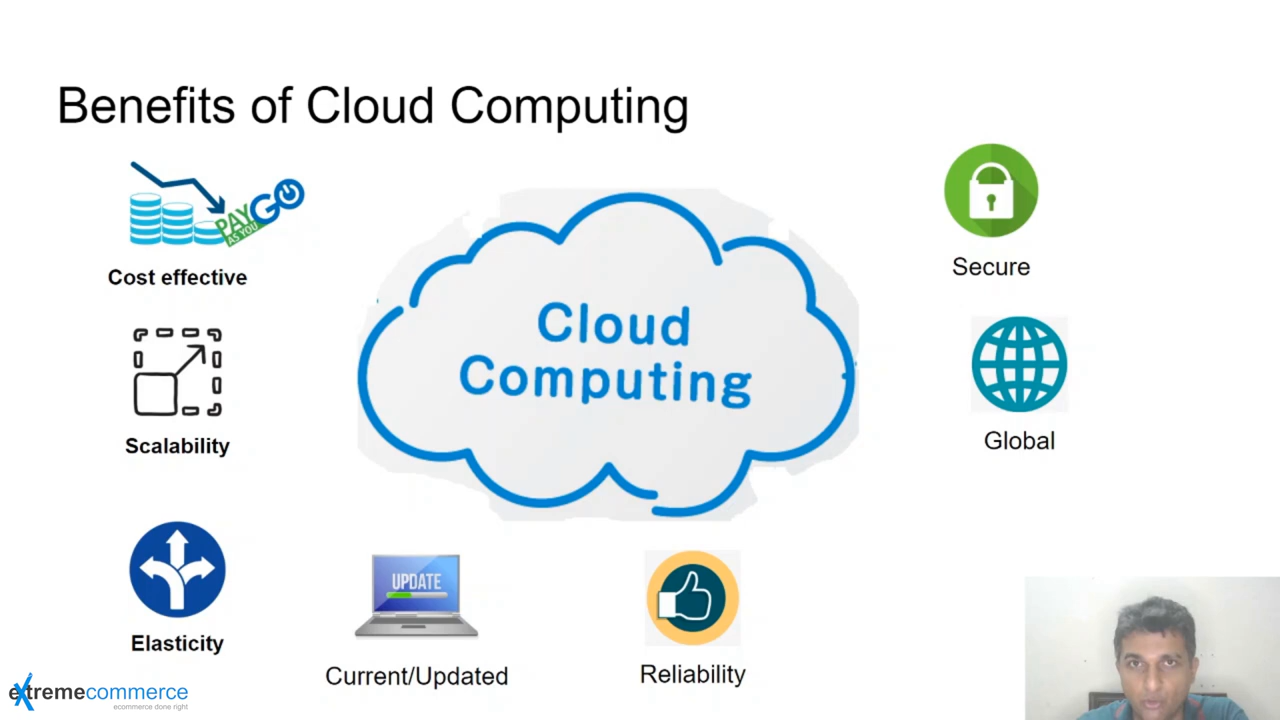 Benefits of Cloud Computing
PAY
AS YOU
GO
Cost effective
Scalability
Elasticity
Cloud
Computing
UPDATE
Current/Updated
Reliability
Secure
Global
extremecommerce
ecommerce done right